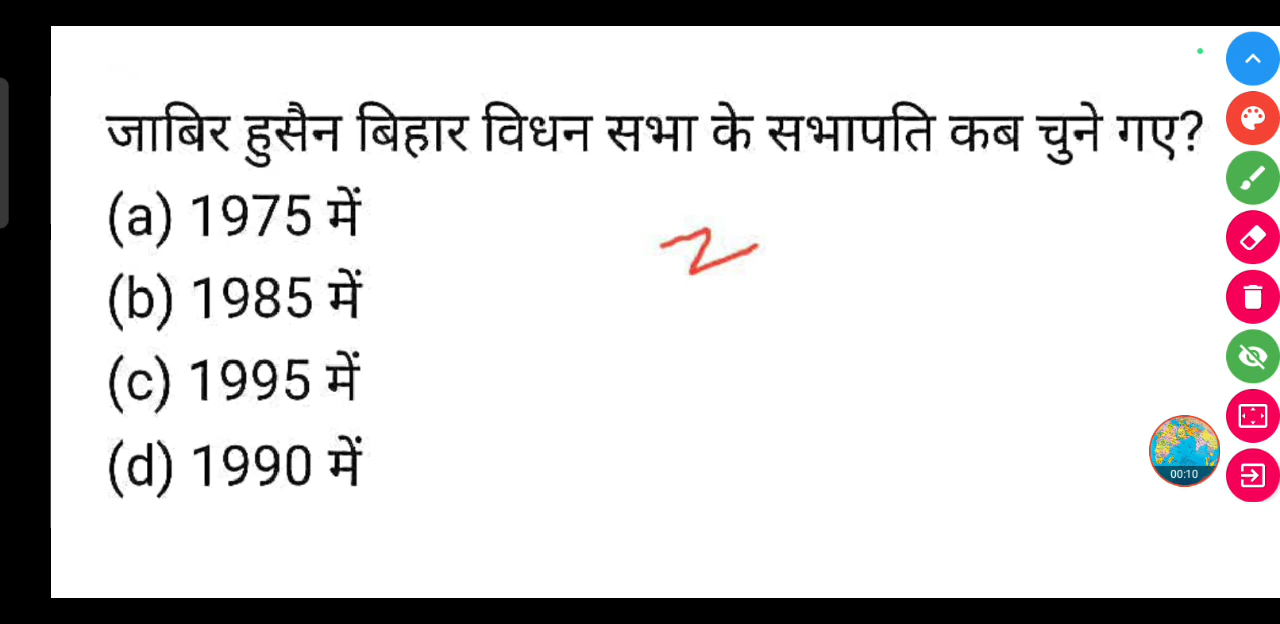 जाबिर हुसैन बिहार विधन सभा के सभापति कब चुने गए?
(a) 1975 में
(b) 1985 में
(c) 1995 में
(d) 1990 में
00:10